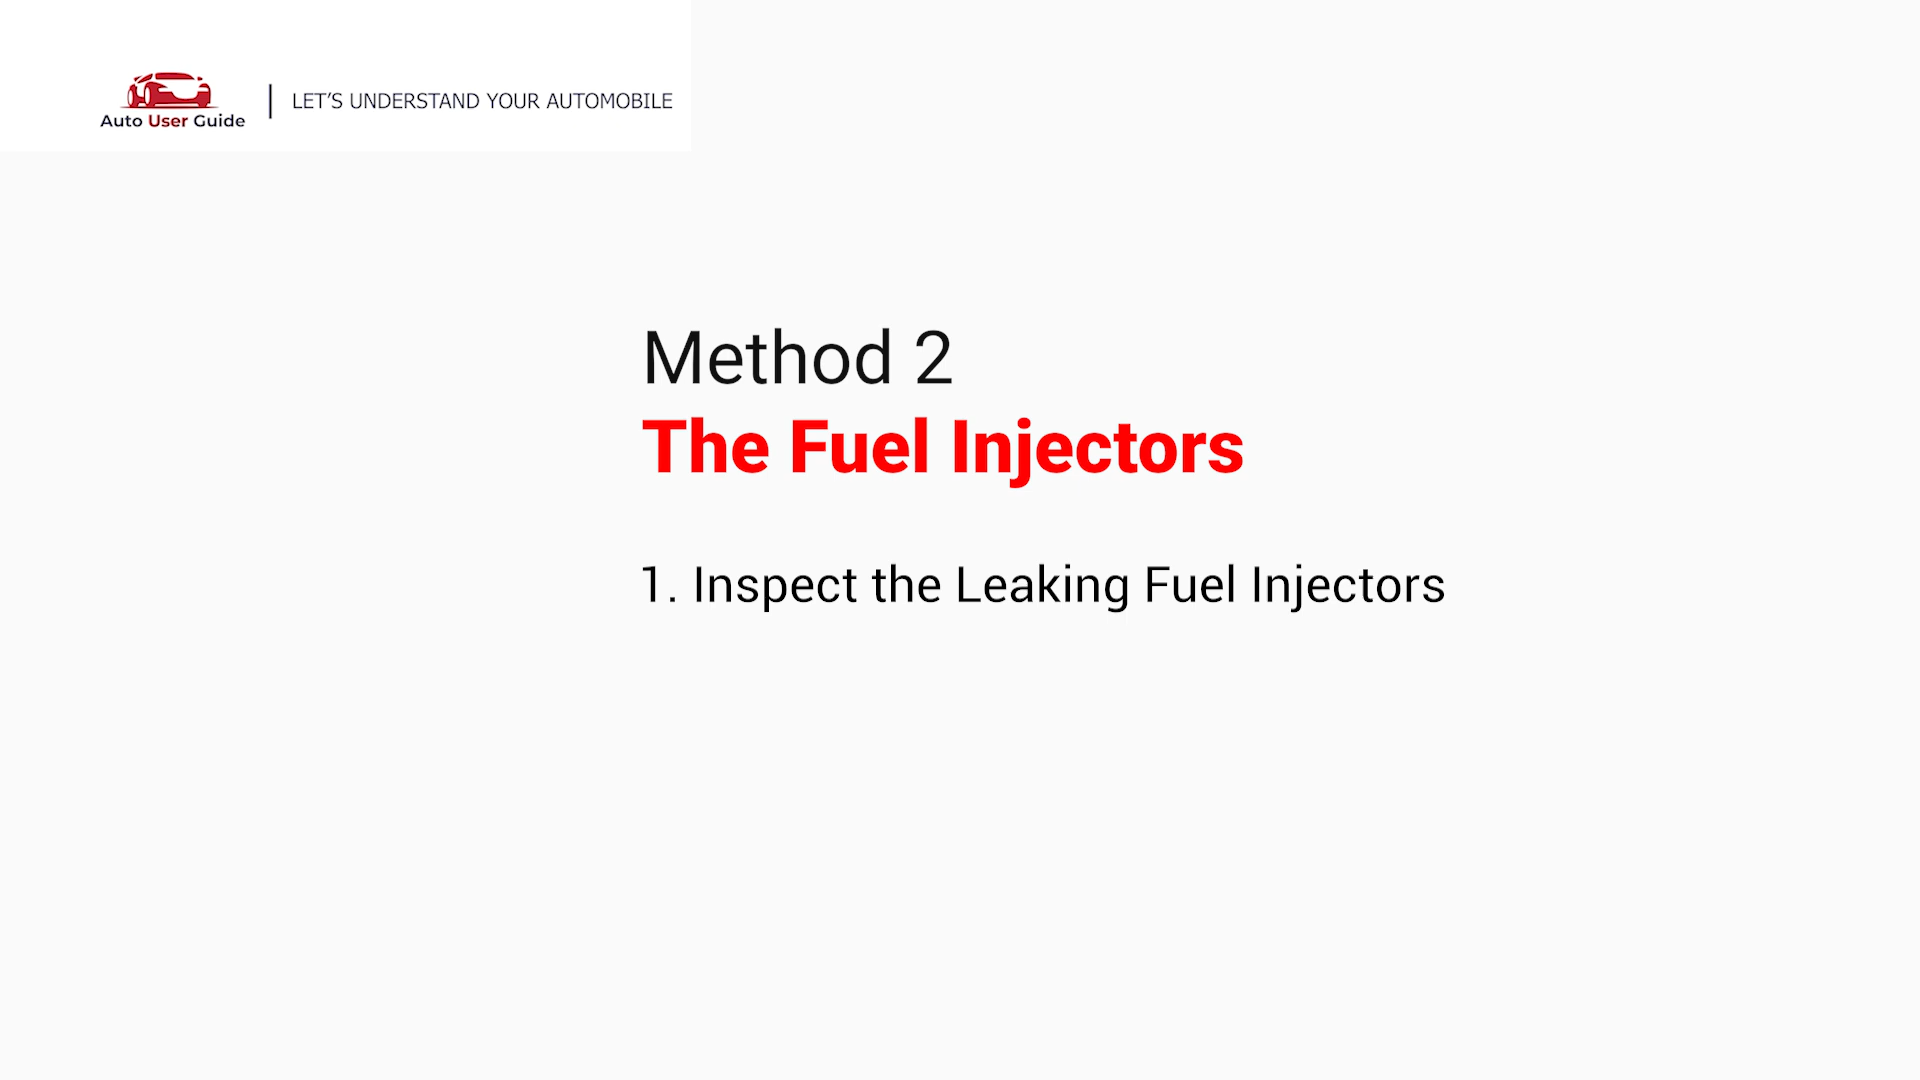 Auto User Guide
LET'S UNDERSTAND YOUR AUTOMOBILE
Method 2
The Fuel Injectors
1. Inspect the Leaking Fuel Injectors